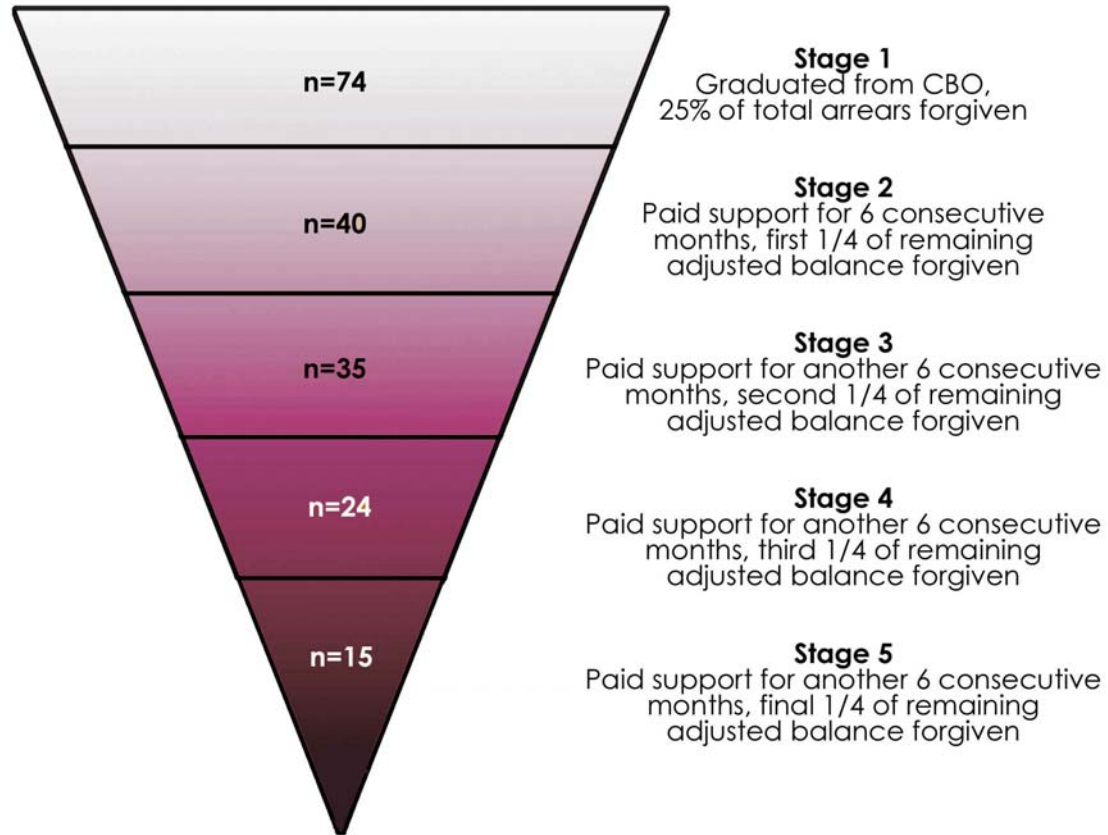 n=74
Stage 1
Graduated from CBO,
25% of total arrears forgiven
n=40
Stage 2
Paid support for 6 consecutive
months, first 1/4 of remaining
adjusted balance forgiven
n=35
Stage 3
Paid support for another 6 consecutive
months, second 1/4 of remaining
adjusted balance forgiven
n=24
Stage 4
Paid support for another 6 consecutive
months, third 1/4 of remaining
adjusted balance forgiven
n=15
Stage 5
Paid support for another 6 consecutive
months, final 1/4 of remaining
adjusted balance forgiven